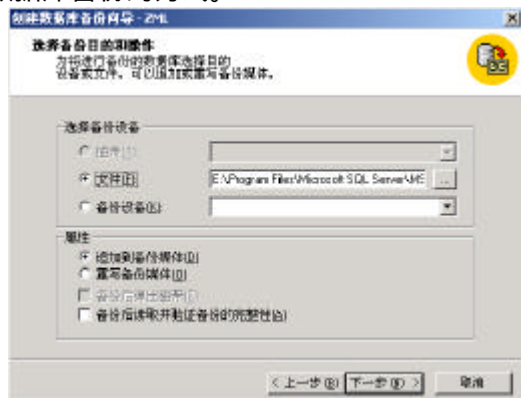 创建数据库备份向导 - ZML
选择备份目的和操作
为将进行备份的数据库选择目的
设备或文件。可以追加或重写备份媒体。
选择备份设备
磁带(T)
文件(F)
E:\Program Files\Microsoft SQL Server\MS
...
备份设备(K)
属性
追加到备份媒体(D)
重写备份媒体(O)
备份后弹出磁带(T)
备份后读取并验证备份的完整性(A)
< 上一步(B)
下一步(N) >
取消